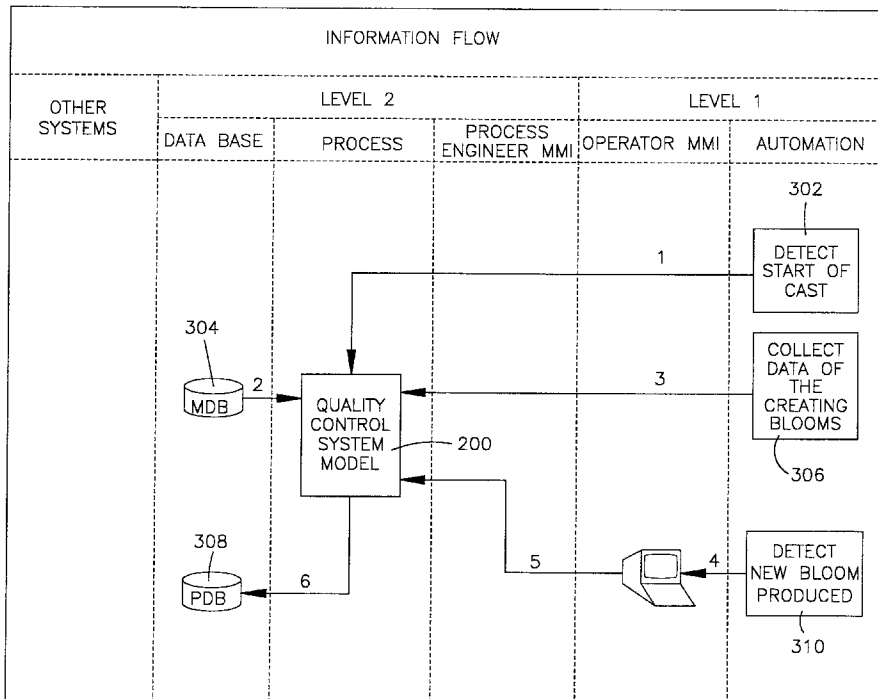 INFORMATION FLOW
OTHER
SYSTEMS
LEVEL 2
LEVEL 1
DATA BASE
PROCESS
PROCESS
ENGINEER MMI
OPERATOR MMI
AUTOMATION
302
DETECT
START OF
CAST
1
304
MDB
2
QUALITY
CONTROL
SYSTEM
MODEL
200
3
COLLECT
DATA OF
THE
CREATING
BLOOMS
306
308
PDB
6
5
4
DETECT
NEW BLOOM
PRODUCED
310